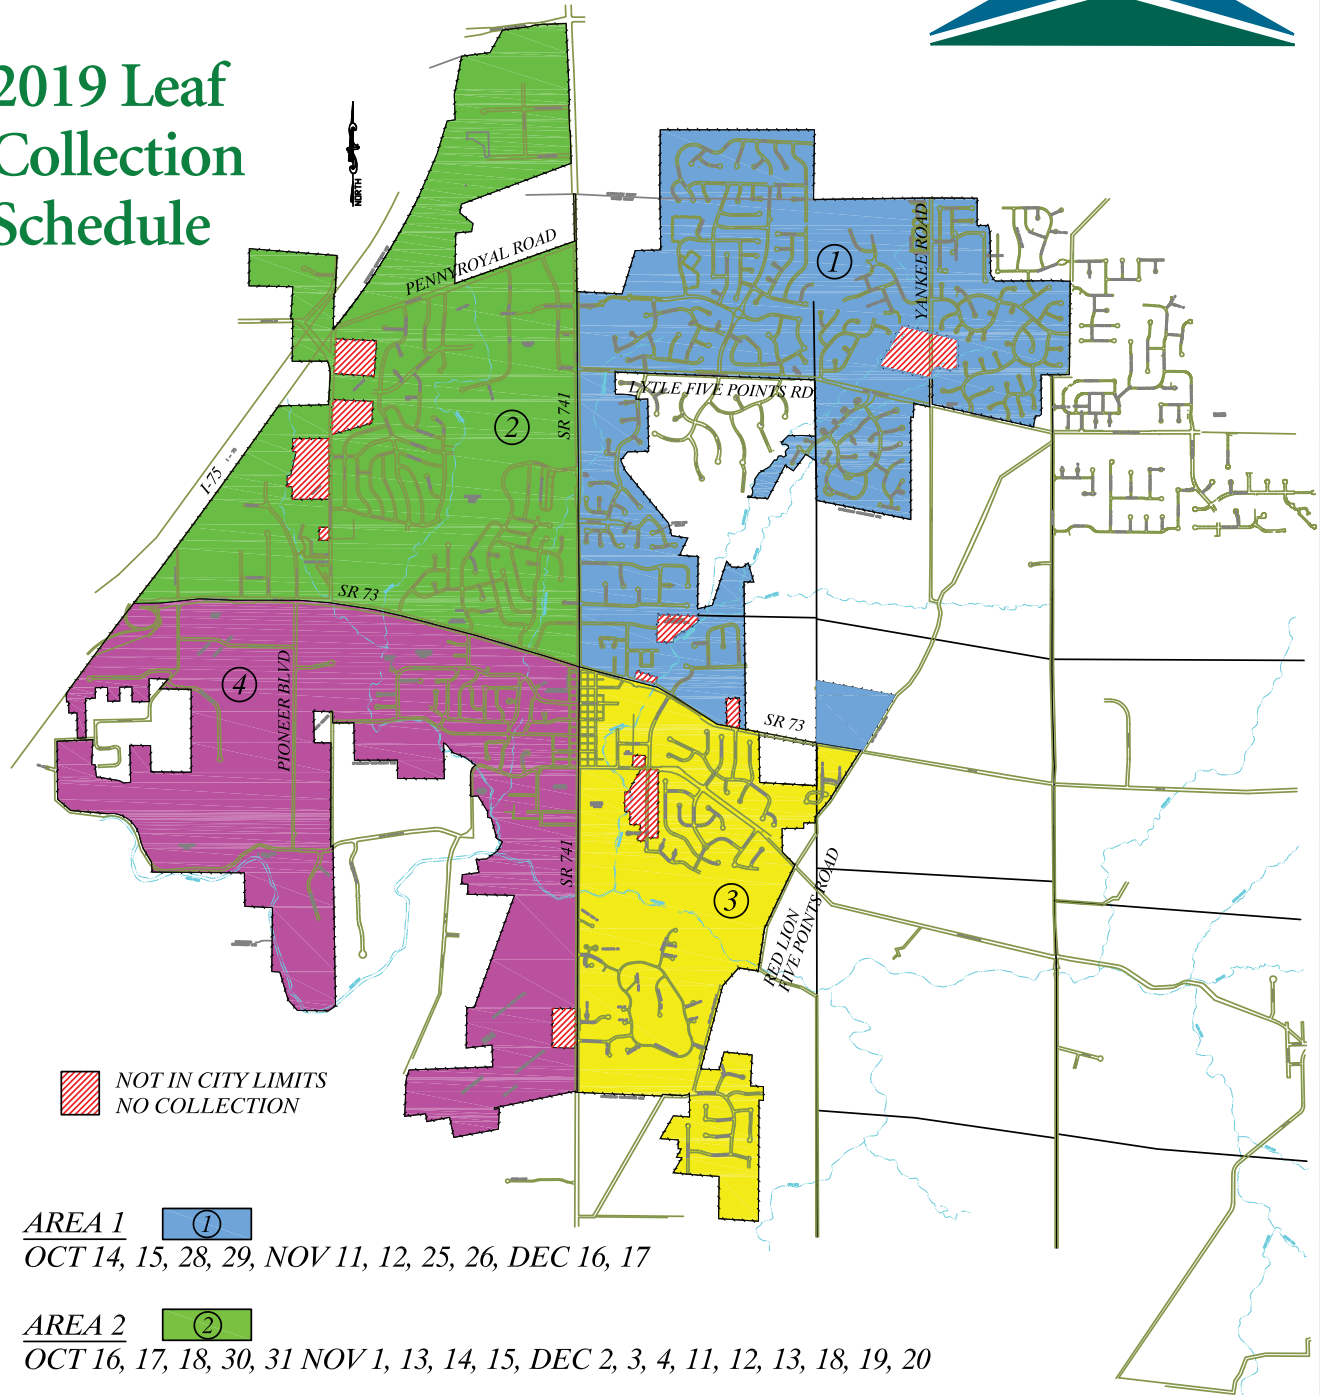 2019 Leaf
Collection
Schedule
NORTH
PENNYROYAL ROAD
1
YANKEE ROAD
LYTLE FIVE POINTS RD
2
SR 741
I-75
SR 73
4
PIONEER BLVD
SR 73
SR 741
3
RED LION
FIVE POINTS ROAD
NOT IN CITY LIMITS
NO COLLECTION
AREA 1 1
OCT 14, 15, 28, 29, NOV 11, 12, 25, 26, DEC 16, 17
AREA 2 2
OCT 16, 17, 18, 30, 31 NOV 1, 13, 14, 15, DEC 2, 3, 4, 11, 12, 13, 18, 19, 20